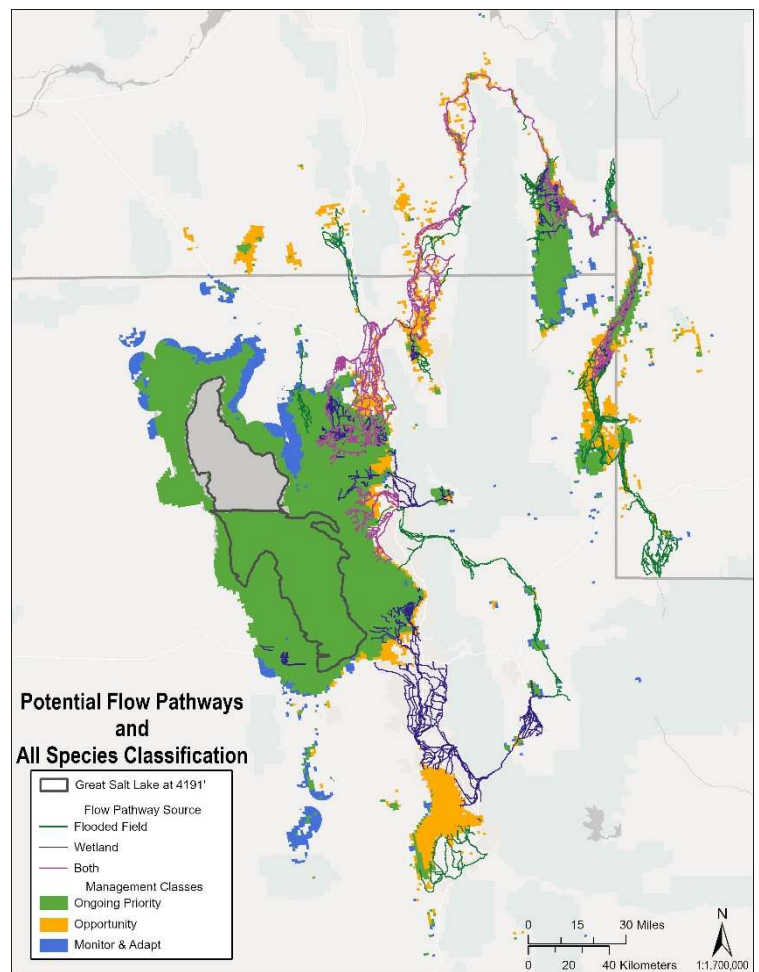 Potential Flow Pathways
and
All Species Classification
Great Salt Lake at 4191'
Flow Pathway Source
Flooded Field
Wetland
Both
Management Classes
Ongoing Priority
Opportunity
Monitor & Adapt
0 15 30 Miles
0 20 40 Kilometers
N
1:1,700,000